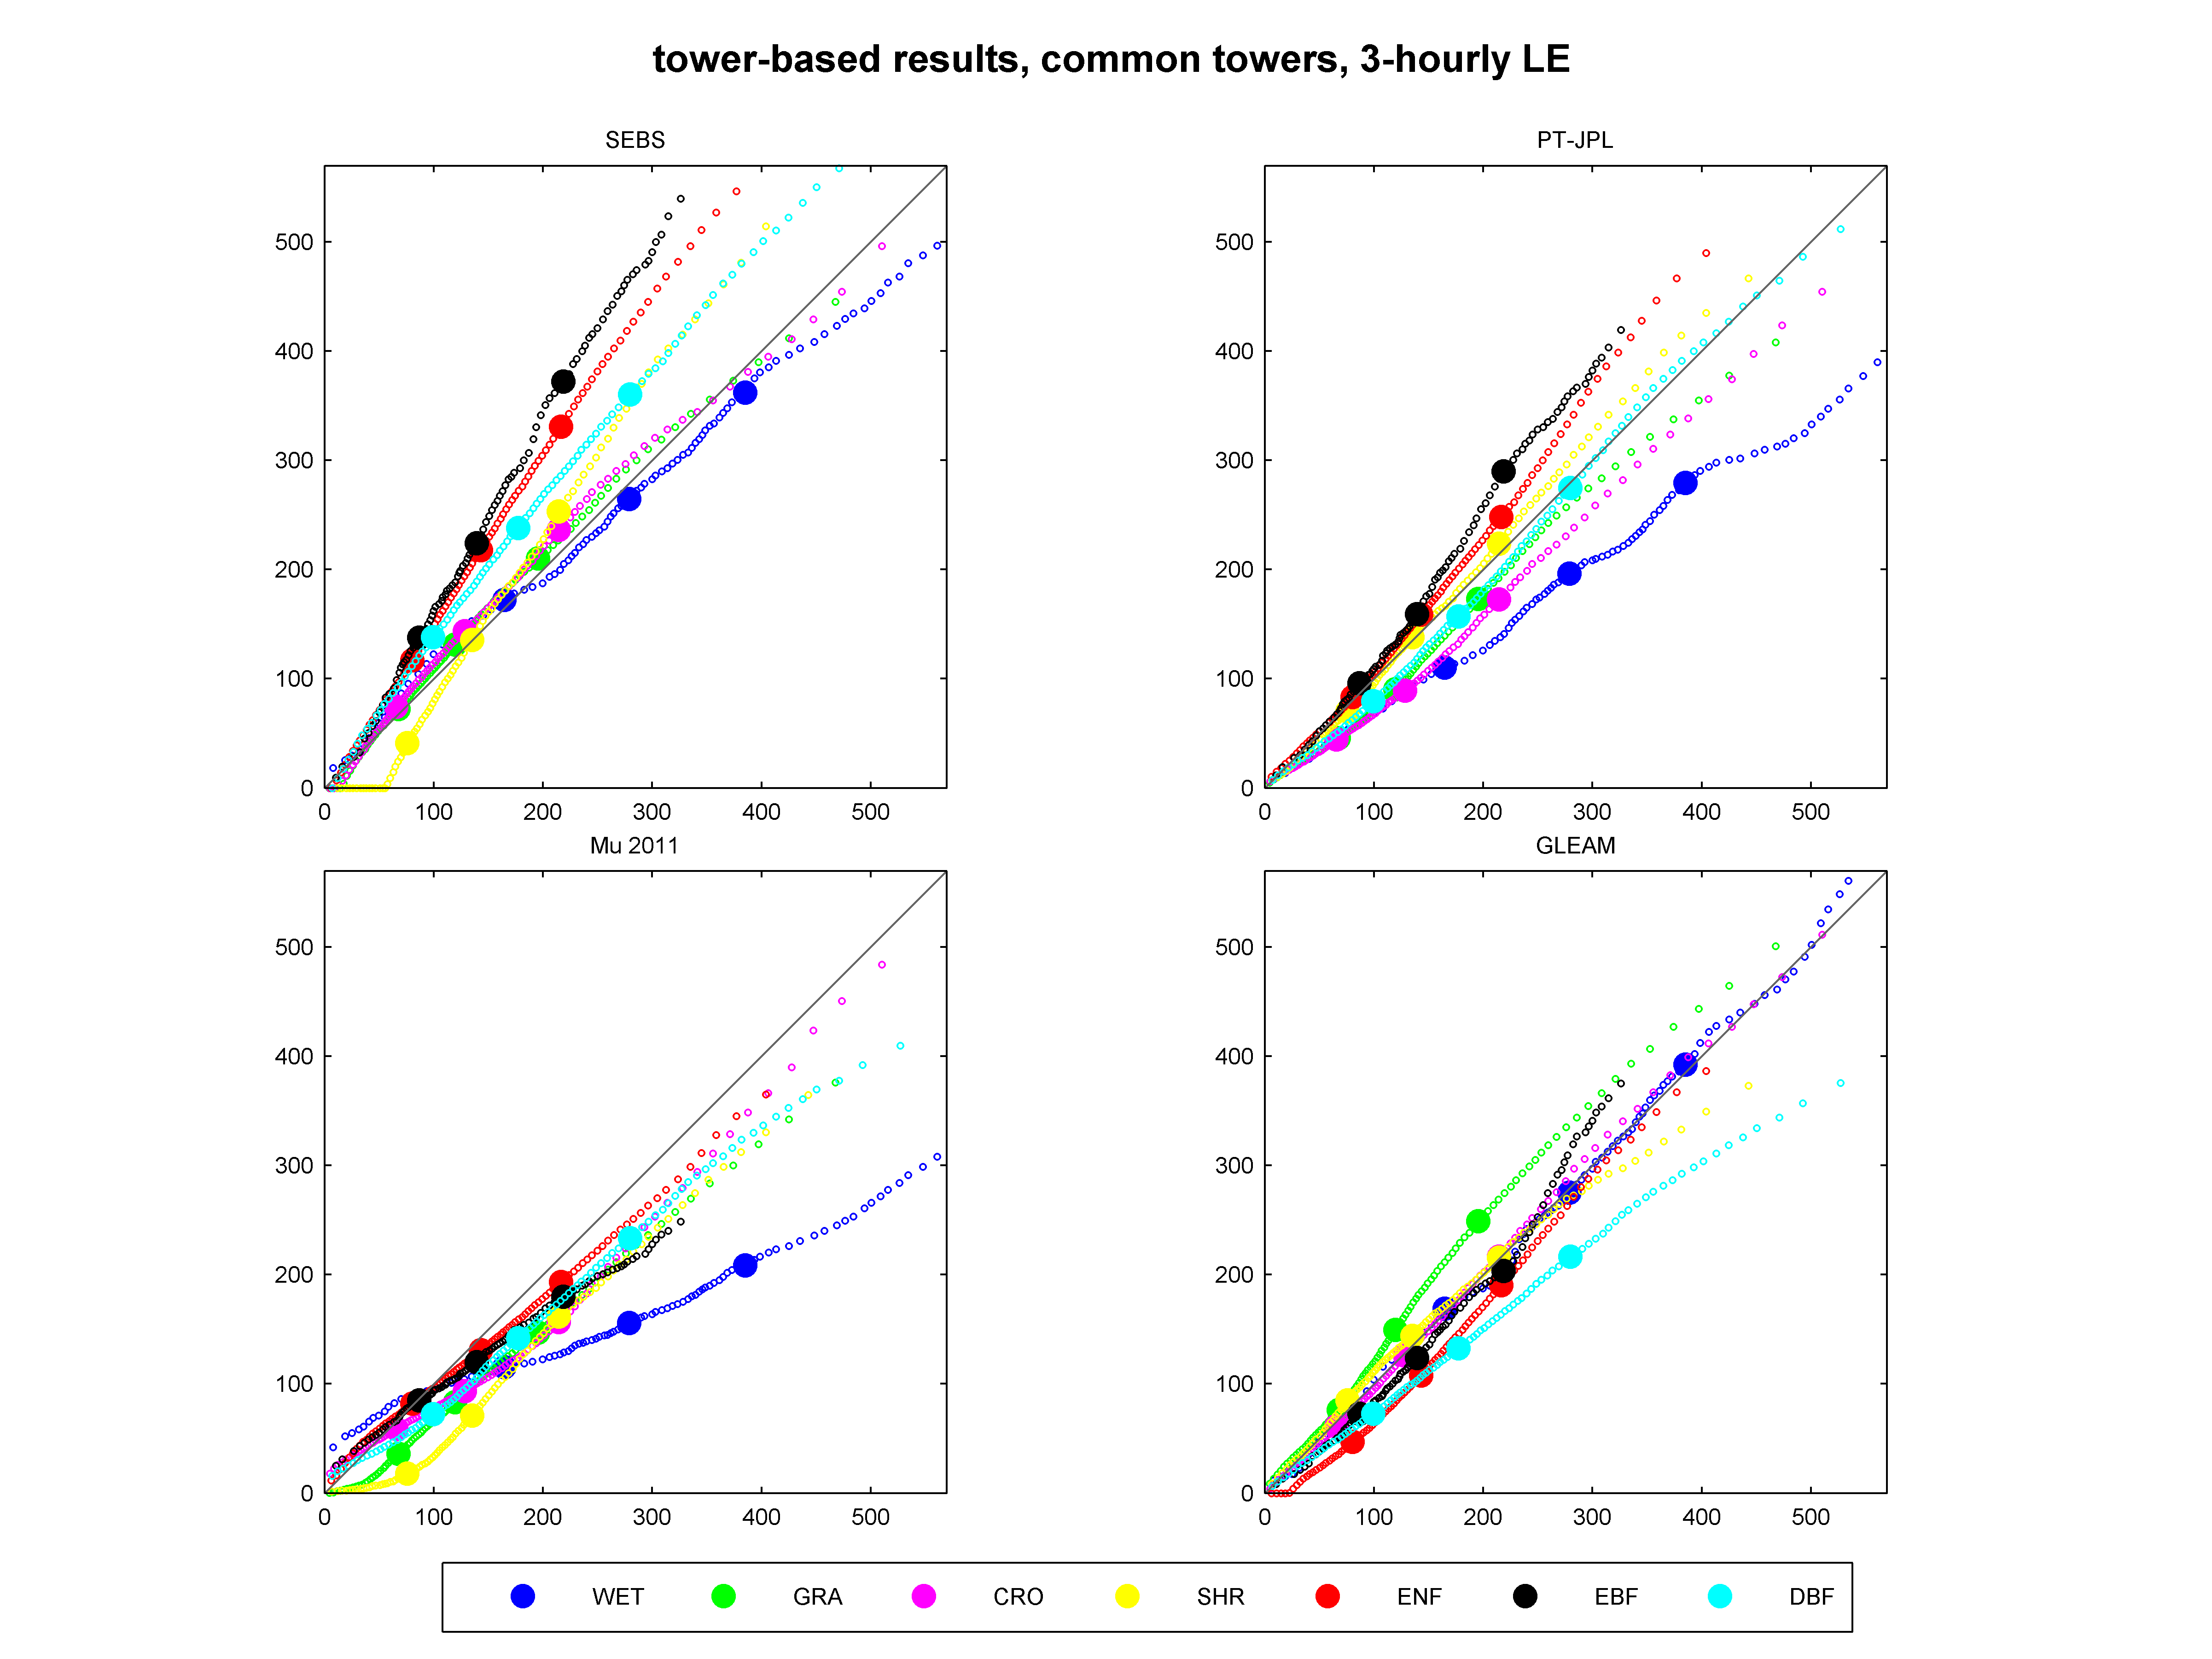 tower-based results, common towers, 3-hourly LE
SEBS
500
400
300
200
100
0
0 100 200 300 400 500
PT-JPL
500
400
300
200
100
0
0 100 200 300 400 500
Mu 2011
500
400
300
200
100
0
0 100 200 300 400 500
GLEAM
500
400
300
200
100
0
0 100 200 300 400 500
WET GRA CRO SHR ENF EBF DBF